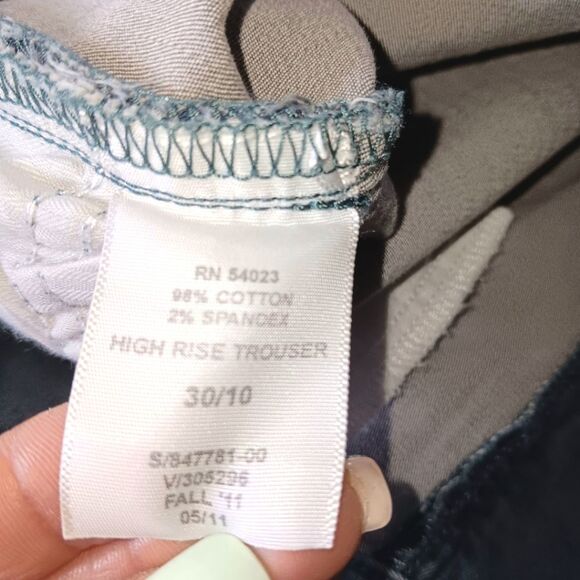 RN 54023
98% COTTON
2% SPANDEX
HIGH RISE TROUSER
30/10
S/847781-00
V/305296
FALL '11
05/11